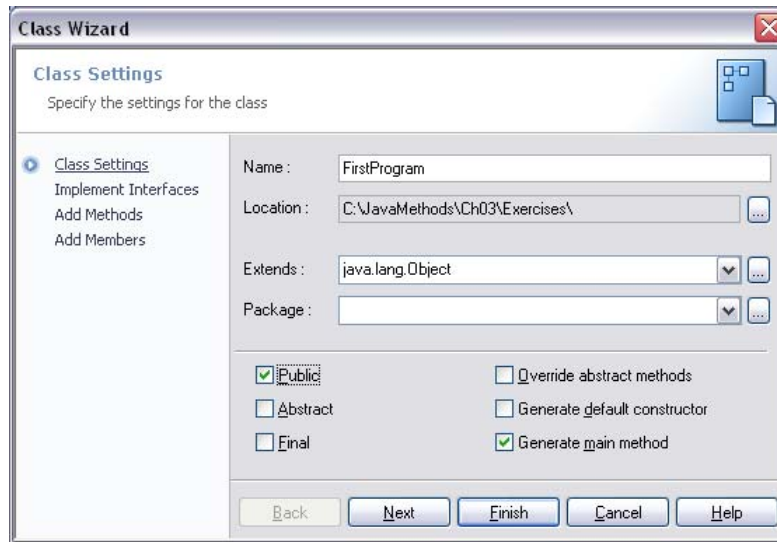 Class Wizard
Class Settings
Specify the settings for the class
Class Settings
Implement Interfaces
Add Methods
Add Members
Name : FirstProgram
Location : C:\JavaMethods\Ch03\Exercises\ ...
Extends : java.lang.Object ...
Package : ...
Public
Abstract
Final
Override abstract methods
Generate default constructor
Generate main method
Back Next Finish Cancel Help